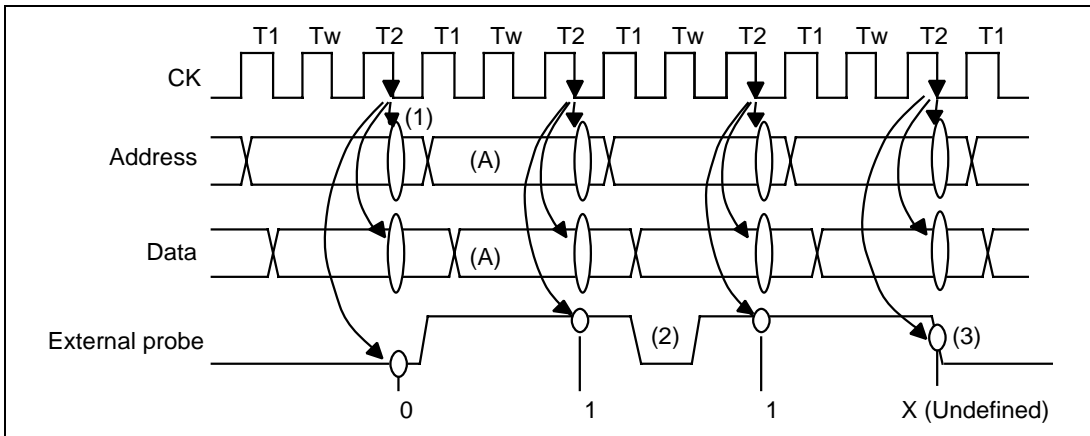 T1 Tw T2 T1 Tw T2 T1 Tw T2 T1 Tw T2 T1
CK
(1)
Address (A)
Data (A)
External probe (2) (3)
0 1 1 X (Undefined)